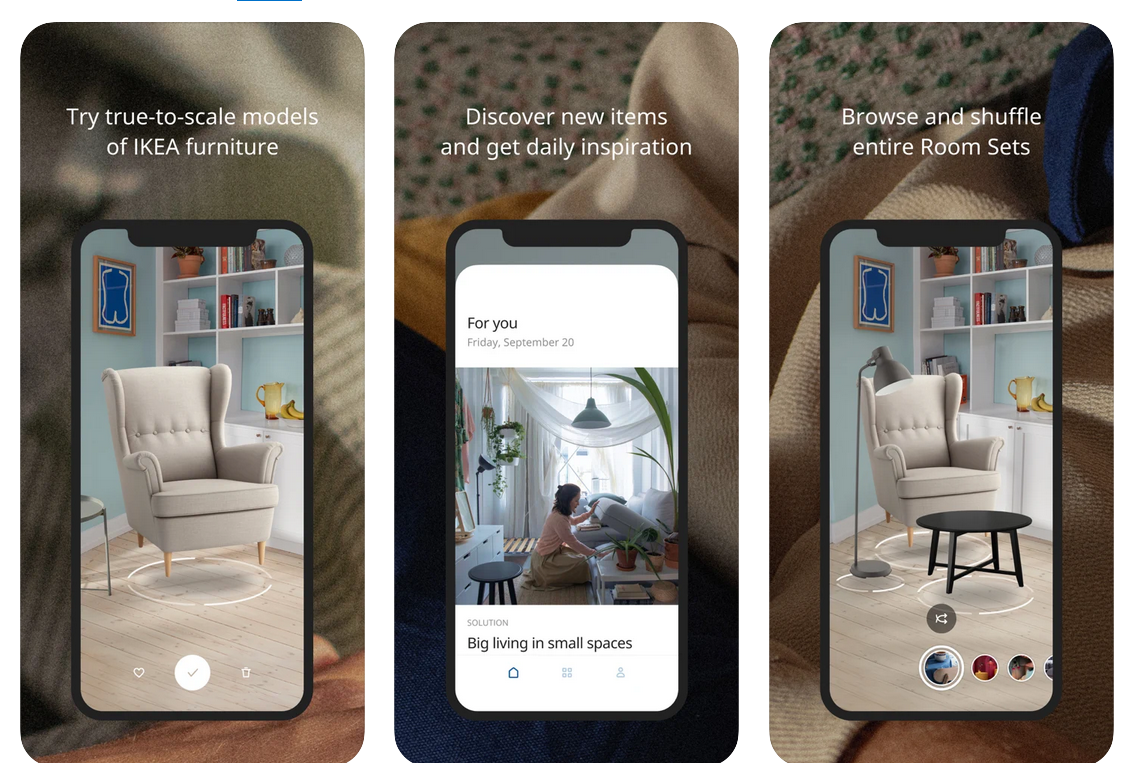 Try true-to-scale models
of IKEA furniture
Discover new items
and get daily inspiration
For you
Friday, September 20
SOLUTION
Big living in small spaces
Browse and shuffle
entire Room Sets